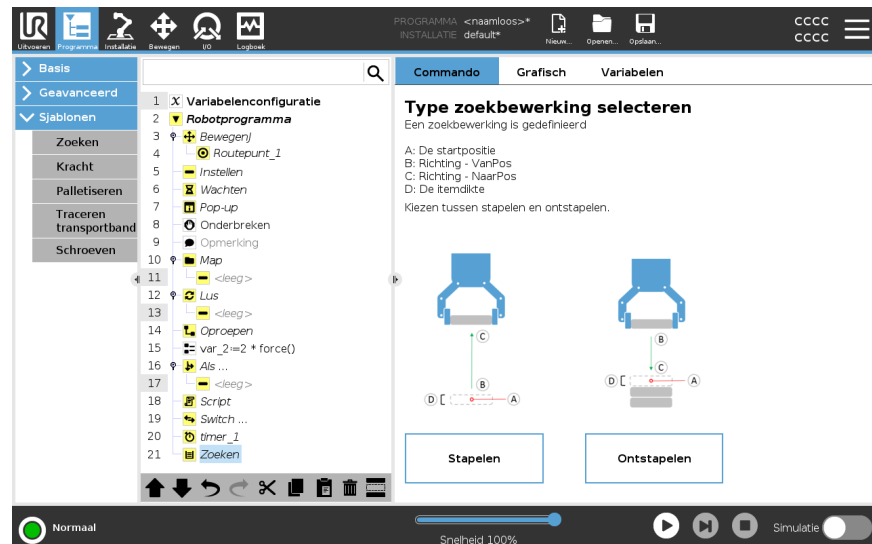 UR
PROGRAMMA <naamloos>*
INSTALLATIE default*
Uitvoeren Programma Installatie Bewegen I/O Logboek
Nieuw... Openen... Opslaan...
CCCC
CCCC
Basis
Geavanceerd
Sjablonen
Zoeken
Kracht
Palletiseren
Traceren
transportband
Schroeven
1 X Variabelenconfiguratie
2 Robotprogramma
3 BewegenJ
4 Routepunt_1
5 Instellen
6 Wachten
7 Pop-up
8 Onderbreken
9 Opmerking
10 Map
11 <leeg>
12 Lus
13 <leeg>
14 Oproepen
15 var_2:=2 * force()
16 Als ...
17 <leeg>
18 Script
19 Switch ...
20 timer_1
21 Zoeken
Commando Grafisch Variabelen
Type zoekbewerking selecteren
Een zoekbewerking is gedefinieerd
A: De startpositie
B: Richting - VanPos
C: Richting - NaarPos
D: De itemdikte
Kiezen tussen stapelen en ontstapelen.
C
B
D A
B
C
D A
Stapelen
Ontstapelen
Normaal
Snelheid 100%
Simulatie